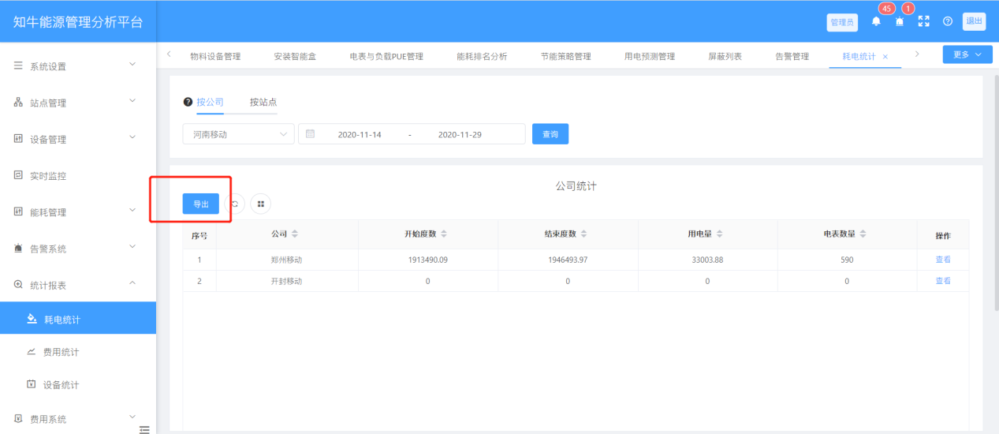 知牛能源管理分析平台
45 1
管理员 退出
物料设备管理 安装智能盒 电表与负载PUE管理 能耗排名分析 节能策略管理 用电预测管理 屏蔽列表 告警管理 耗电统计 × 更多
系统设置
站点管理
设备管理
实时监控
能耗管理
告警系统
统计报表
耗电统计
费用统计
设备统计
费用系统
按公司 按站点
河南移动 2020-11-14 - 2020-11-29 查询
公司统计
导出
序号 公司 开始度数 结束度数 用电量 电表数量 操作
1 郑州移动 1913490.09 1946493.97 33003.88 590 查看
2 开封移动 0 0 0 0 查看